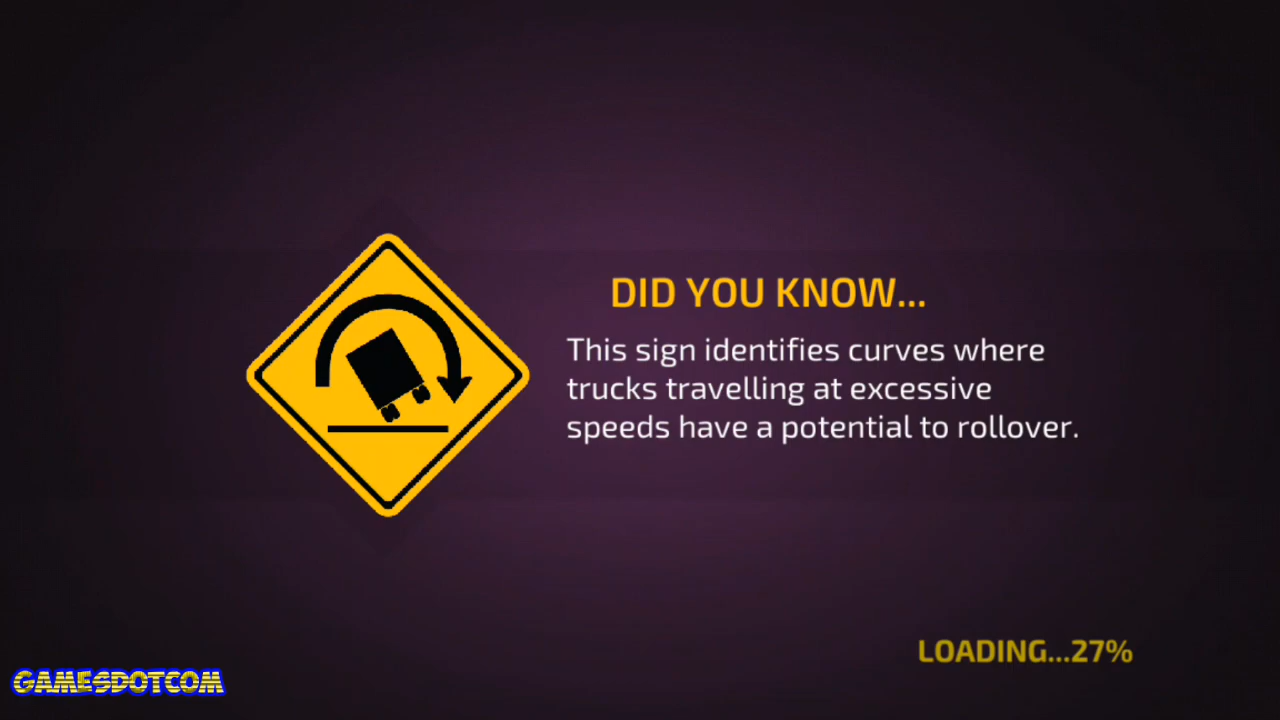 DID YOU KNOW...
This sign identifies curves where
trucks travelling at excessive
speeds have a potential to rollover.
LOADING...27%
GAMESDOTCOM